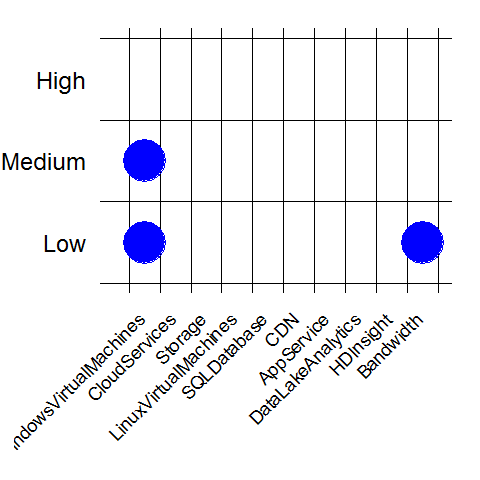 High
Medium
Low
ndowsVirtualMachines
CloudServices
Storage
LinuxVirtualMachines
SQLDatabase
CDN
AppService
DataLakeAnalytics
HDInsight
Bandwidth